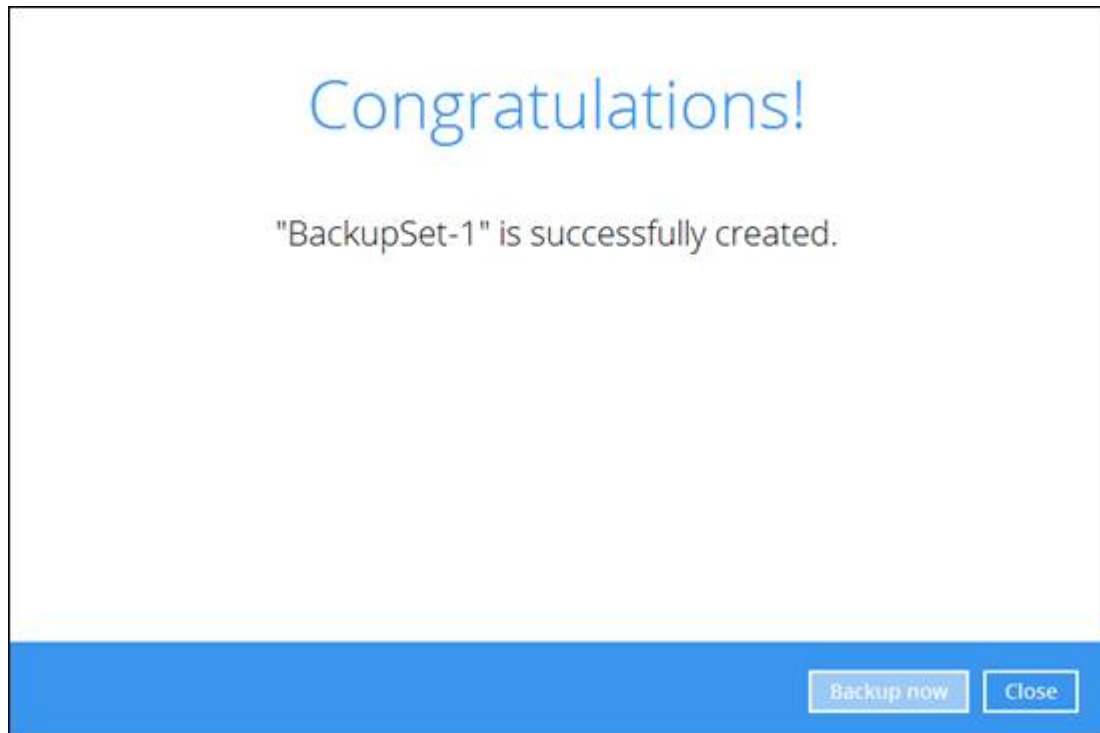 Congratulations!
"BackupSet-1" is successfully created.
Backup now
Close